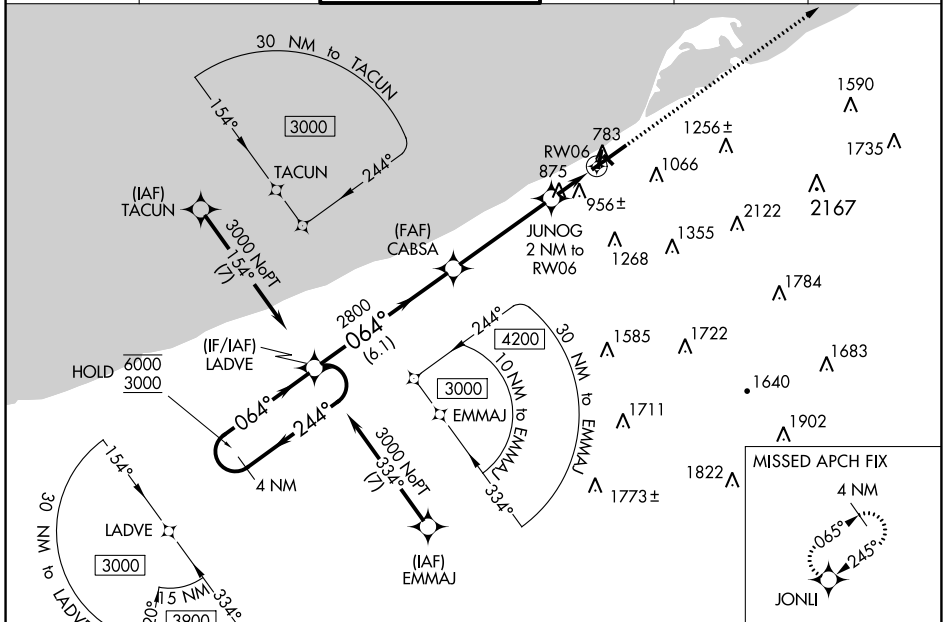 30 NM to TACUN
154°
3000
244°
TACUN
(IAF)
TACUN
3000 NoPT
154°
(7)
1590
783
1256±
1735
RW06
1066
875
956±
2167
(FAF)
CABSA
JUNOG
2 NM to
RW06
2122
1355
1268
1784
2800
064°
(6.1)
(IF/IAF)
LADVE
HOLD
6000
3000
064°
244°
4 NM
244°
4200
3000
EMMAJ
10 NM to EMMAJ
30 NM to EMMAJ
334°
1585
1722
1683
1640
1711
1902
1822
1773±
3000 NoPT
334°
(7)
(IAF)
EMMAJ
154°
LADVE
30 NM to LADVE
3000
15 NM
334°
20°
3900
MISSED APCH FIX
4 NM
065°
245°
JONLI